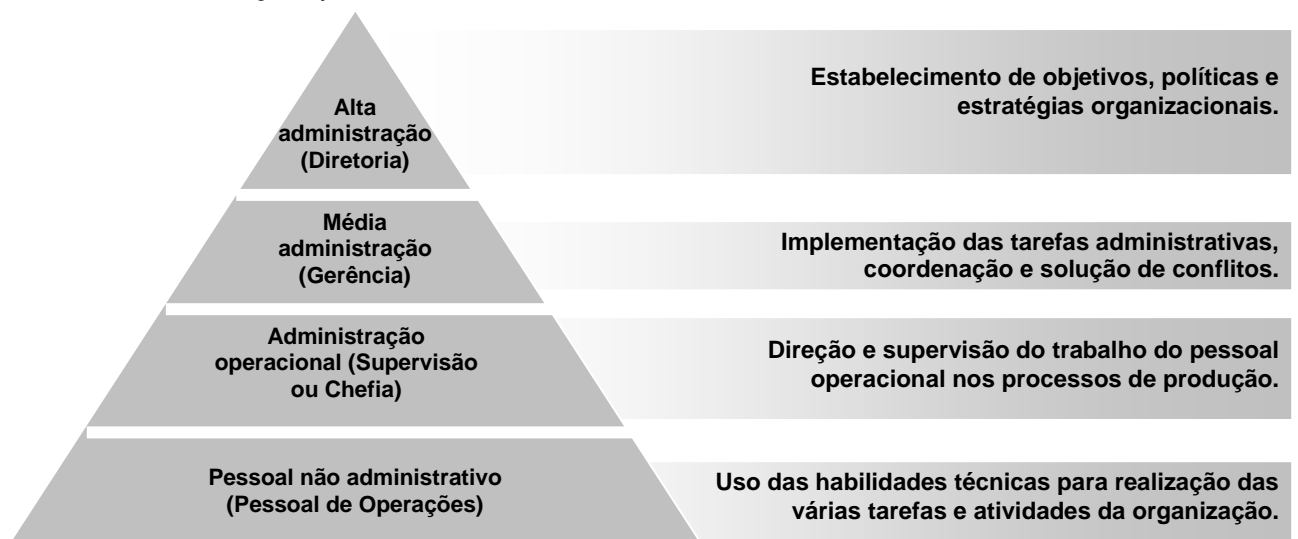 Alta
administração
(Diretoria)
Estabelecimento de objetivos, políticas e
estratégias organizacionais.
Média
administração
(Gerência)
Implementação das tarefas administrativas,
coordenação e solução de conflitos.
Administração
operacional (Supervisão
ou Chefia)
Direção e supervisão do trabalho do pessoal
operacional nos processos de produção.
Pessoal não administrativo
(Pessoal de Operações)
Uso das habilidades técnicas para realização das
várias tarefas e atividades da organização.